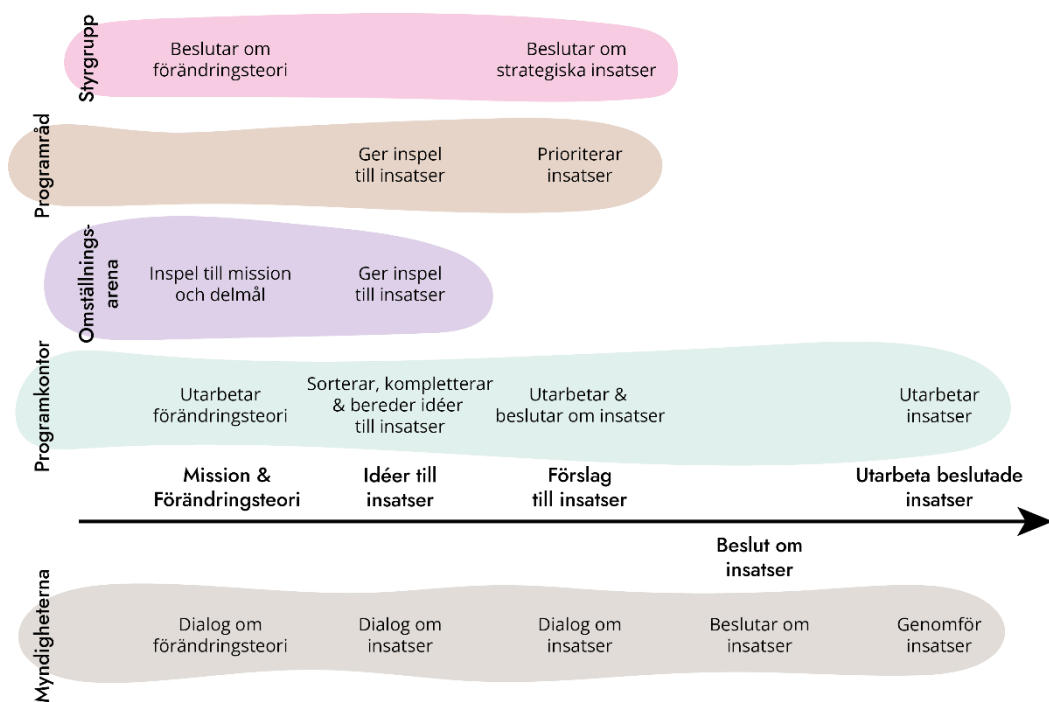 Styrgrupp
Beslutar om
förändringsteori
Beslutar om
strategiska insatser
Programråd
Ger inspel
till insatser
Prioriterar
insatser
Omställnings-
arena
Inspel till mission
och delmål
Ger inspel
till insatser
Programkontor
Utarbetar
förändringsteori
Sorterar, kompletterar
& bereder idéer
till insatser
Utarbetar &
beslutar om insatser
Utarbetar
insatser
Mission &
Förändringsteori
Idéer till
insatser
Förslag
till insatser
Utarbeta beslutade
insatser
Beslut om
insatser
Myndigheterna
Dialog om
förändringsteori
Dialog om
insatser
Dialog om
insatser
Beslutar om
insatser
Genomför
insatser